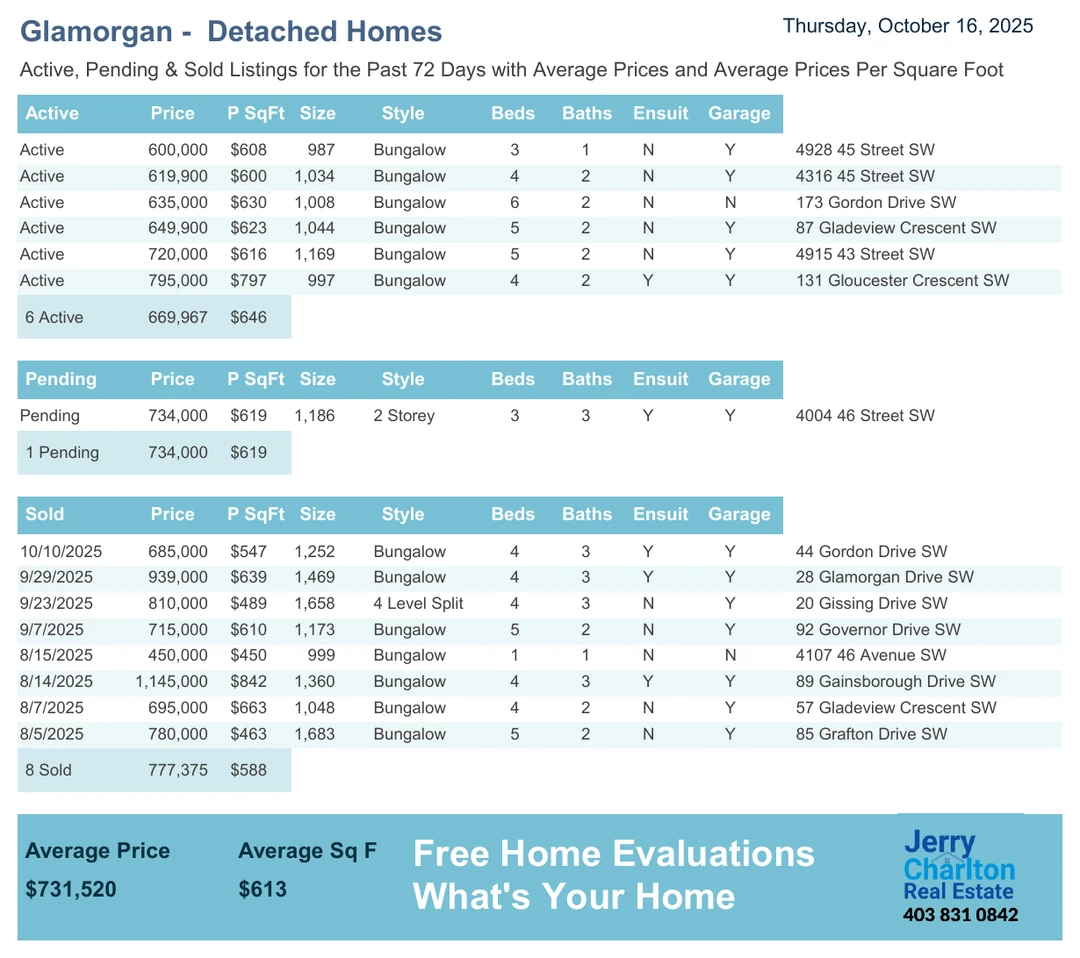 Glamorgan - Detached Homes
Thursday, October 16, 2025
Active, Pending & Sold Listings for the Past 72 Days with Average Prices and Average Prices Per Square Foot
Active Price P SqFt Size Style Beds Baths Ensuit Garage
Active 600,000 $608 987 Bungalow 3 1 N Y 4928 45 Street SW
Active 619,900 $600 1,034 Bungalow 4 2 N Y 4316 45 Street SW
Active 635,000 $630 1,008 Bungalow 6 2 N N 173 Gordon Drive SW
Active 649,900 $623 1,044 Bungalow 5 2 N Y 87 Gladeview Crescent SW
Active 720,000 $616 1,169 Bungalow 5 2 N Y 4915 43 Street SW
Active 795,000 $797 997 Bungalow 4 2 Y Y 131 Gloucester Crescent SW
6 Active 669,967 $646
Pending Price P SqFt Size Style Beds Baths Ensuit Garage
Pending 734,000 $619 1,186 2 Storey 3 3 Y Y 4004 46 Street SW
1 Pending 734,000 $619
Sold Price P SqFt Size Style Beds Baths Ensuit Garage
10/10/2025 685,000 $547 1,252 Bungalow 4 3 Y Y 44 Gordon Drive SW
9/29/2025 939,000 $639 1,469 Bungalow 4 3 Y Y 28 Glamorgan Drive SW
9/23/2025 810,000 $489 1,658 4 Level Split 4 3 N Y 20 Gissing Drive SW
9/7/2025 715,000 $610 1,173 Bungalow 5 2 N Y 92 Governor Drive SW
8/15/2025 450,000 $450 999 Bungalow 1 1 N N 4107 46 Avenue SW
8/14/2025 1,145,000 $842 1,360 Bungalow 4 3 Y Y 89 Gainsborough Drive SW
8/7/2025 695,000 $663 1,048 Bungalow 4 2 N Y 57 Gladeview Crescent SW
8/5/2025 780,000 $463 1,683 Bungalow 5 2 N Y 85 Grafton Drive SW
8 Sold 777,375 $588
Average Price Average Sq F
$731,520 $613
Free Home Evaluations
What's Your Home
Jerry
Charlton
Real Estate
403 831 0842